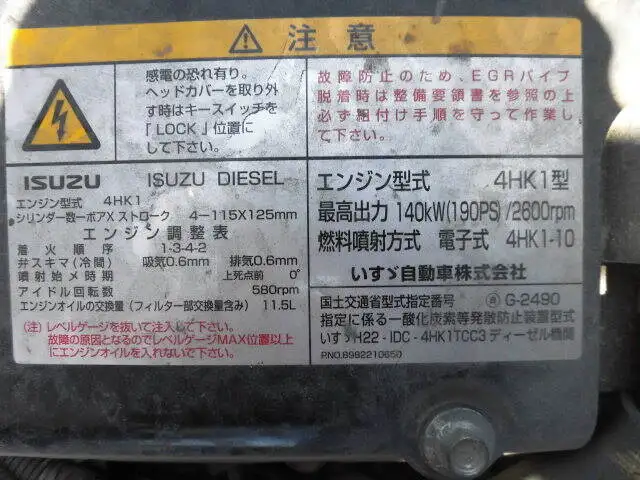 注意
感電の恐れ有り。
ヘッドカバーを取り外
す時はキースイッチを
「LOCK」位置に
して下さい。
故障防止のため、EGRパイプ
脱着時は整備要領書を参照の上
必ず組付け手順を守って作業し
て下さい。
ISUZU ISUZU DIESEL
エンジン型式 4HK1
シリンダー数ーボアX ストローク 4-115X125mm
エンジン調整表
着火順序 1-3-4-2
弁スキマ(冷間) 吸気0.6mm 排気0.6mm
噴射始メ時期 上死点前 0°
アイドル回転数 580rpm
エンジンオイルの交換量(フィルター部交換量含み) 11.5L
(注)レベルゲージを抜いて注入して下さい。
故障の原因となるのでレベルゲージMAX位置以上
にエンジンオイルを入れないで下さい。
エンジン型式 4HK1型
最高出力 140kW(190PS)/2600rpm
燃料噴射方式 電子式 4HK1-10
いすゞ自動車株式会社
国土交通省型式指定番号 G-2490
指定に係る一酸化炭素等発散防止装置型式
いすゞH22-IDC-4HK1TCC3 ディーゼル機関
P.NO.8982210650